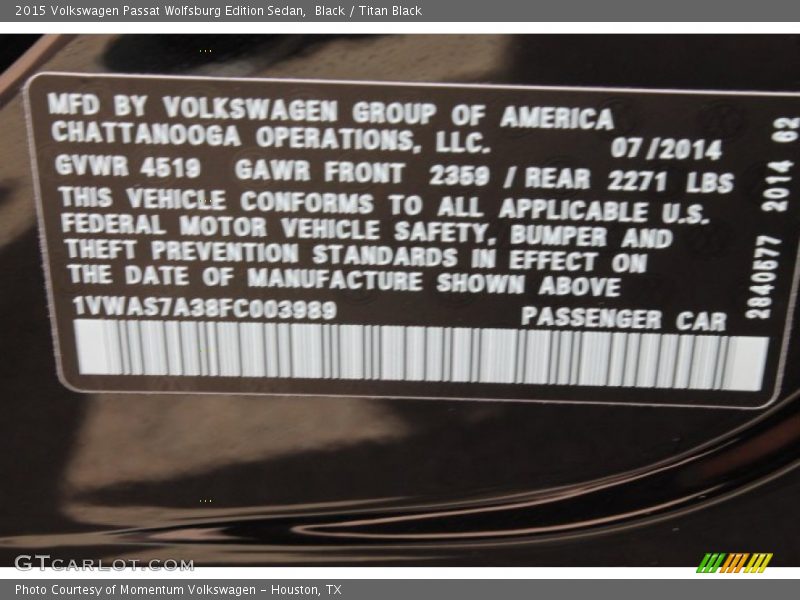 2015 Volkswagen Passat Wolfsburg Edition Sedan,  Black / Titan Black
MFD BY VOLKSWAGEN GROUP OF AMERICA
CHATTANOOGA OPERATIONS, LLC.
07/2014
GVWR 4519 GAWR FRONT 2359 / REAR 2271 LBS
THIS VEHICLE CONFORMS TO ALL APPLICABLE U.S.
FEDERAL MOTOR VEHICLE SAFETY, BUMPER AND
THEFT PREVENTION STANDARDS IN EFFECT ON
THE DATE OF MANUFACTURE SHOWN ABOVE
1VWAS7A38FC003989 PASSENGER CAR
2840677 2014 62
GTCARLOT.COM
Photo Courtesy of Momentum Volkswagen - Houston, TX